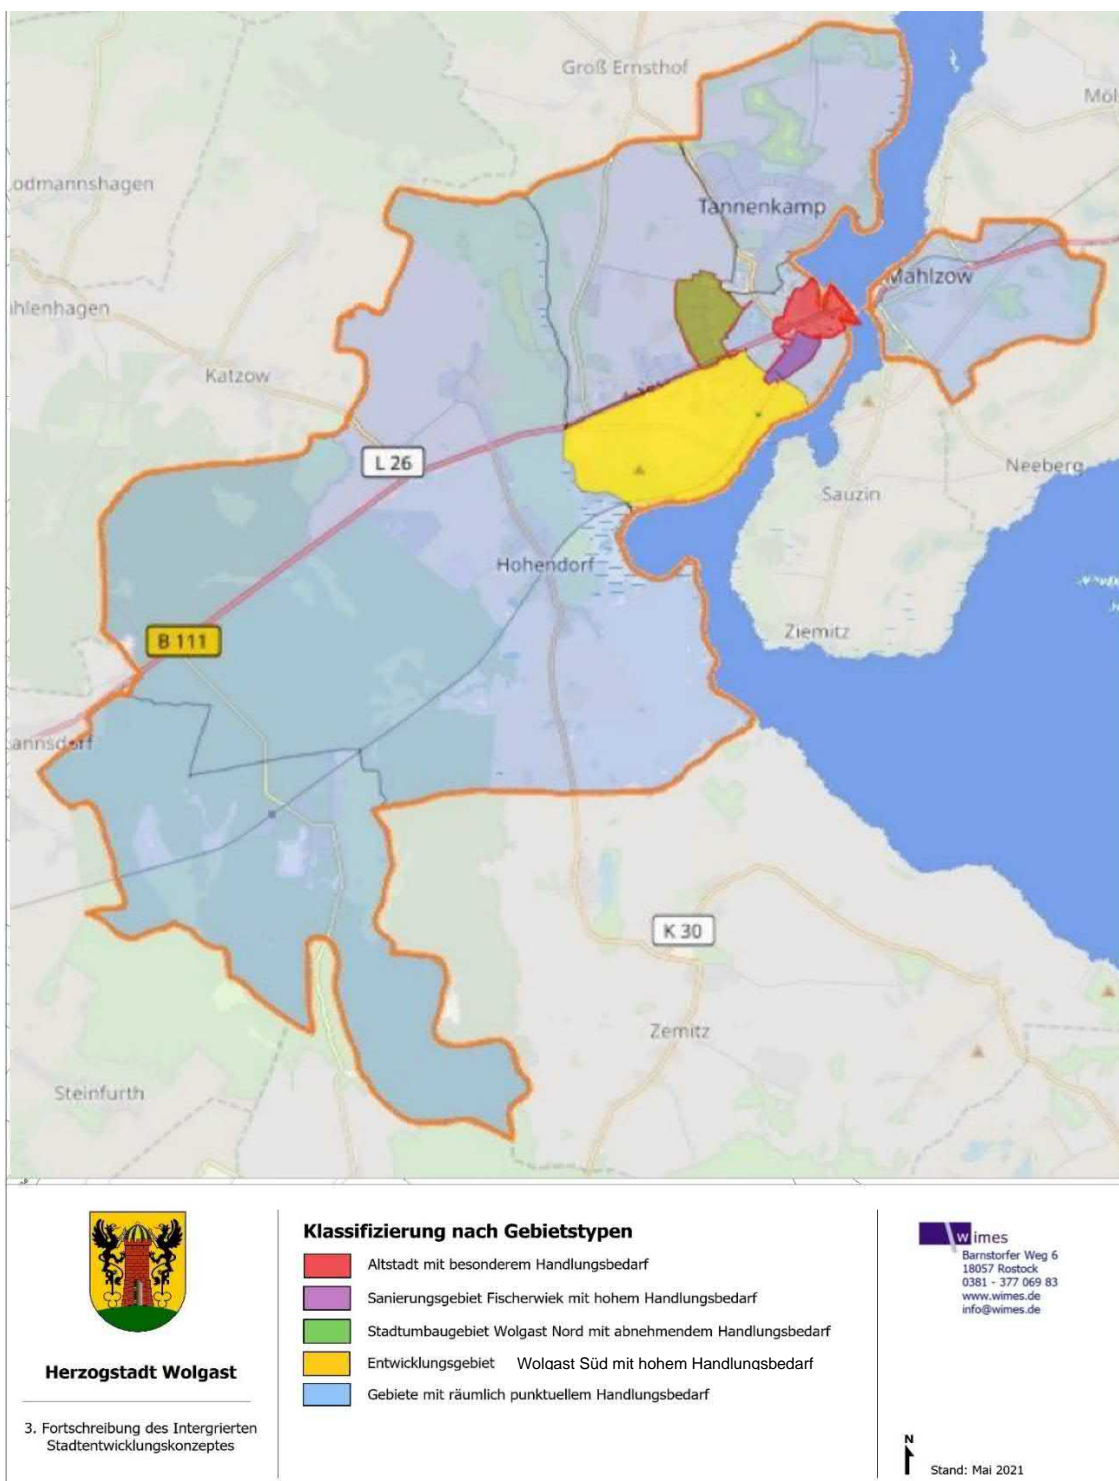 Groß Ernsthof
Möl
odmannshagen
Tannenkamp
Mahlzow
hlenhagen
Katzow
L 26
Neeberg
Sauzin
Hohendorf
Ziemitz
B 111
annsdorf
K 30
Zemitz
Steinfurth
Herzogstadt Wolgast
3. Fortschreibung des Intergrierten
Stadtentwicklungskonzeptes
Klassifizierung nach Gebietstypen
Altstadt mit besonderem Handlungsbedarf
Sanierungsgebiet Fischerwiek mit hohem Handlungsbedarf
Stadtumbaugebiet Wolgast Nord mit abnehmendem Handlungsbedarf
Entwicklungsgebiet Wolgast Süd mit hohem Handlungsbedarf
Gebiete mit räumlich punktuellem Handlungsbedarf
wimes
Barnstorfer Weg 6
18057 Rostock
0381 - 377 069 83
www.wimes.de
info@wimes.de
N
Stand: Mai 2021